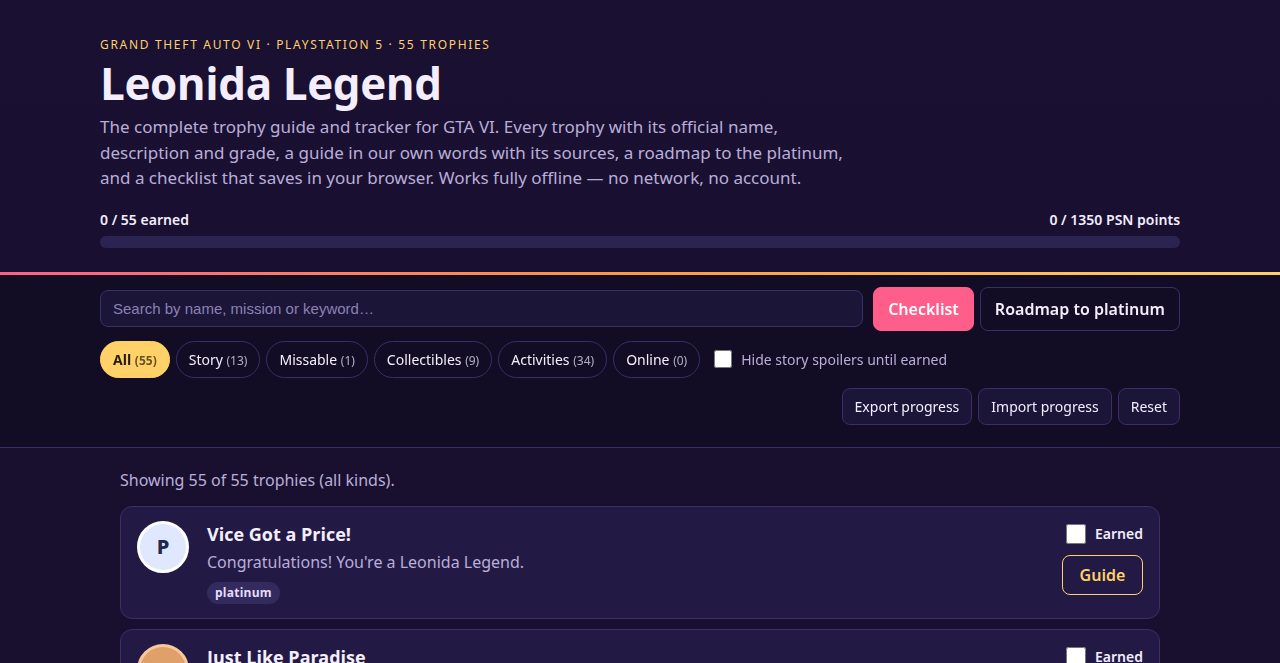 GRAND THEFT AUTO VI · PLAYSTATION 5 · 55 TROPHIES
Leonida Legend
The complete trophy guide and tracker for GTA VI. Every trophy with its official name,
description and grade, a guide in our own words with its sources, a roadmap to the platinum,
and a checklist that saves in your browser. Works fully offline — no network, no account.
0 / 55 earned
0 / 1350 PSN points
Search by name, mission or keyword…
Checklist
Roadmap to platinum
All (55)
Story (13)
Missable (1)
Collectibles (9)
Activities (34)
Online (0)
Hide story spoilers until earned
Export progress
Import progress
Reset
Showing 55 of 55 trophies (all kinds).
P
Vice Got a Price!
Congratulations! You're a Leonida Legend.
platinum
Earned
Guide
Just Like Paradise
Earned